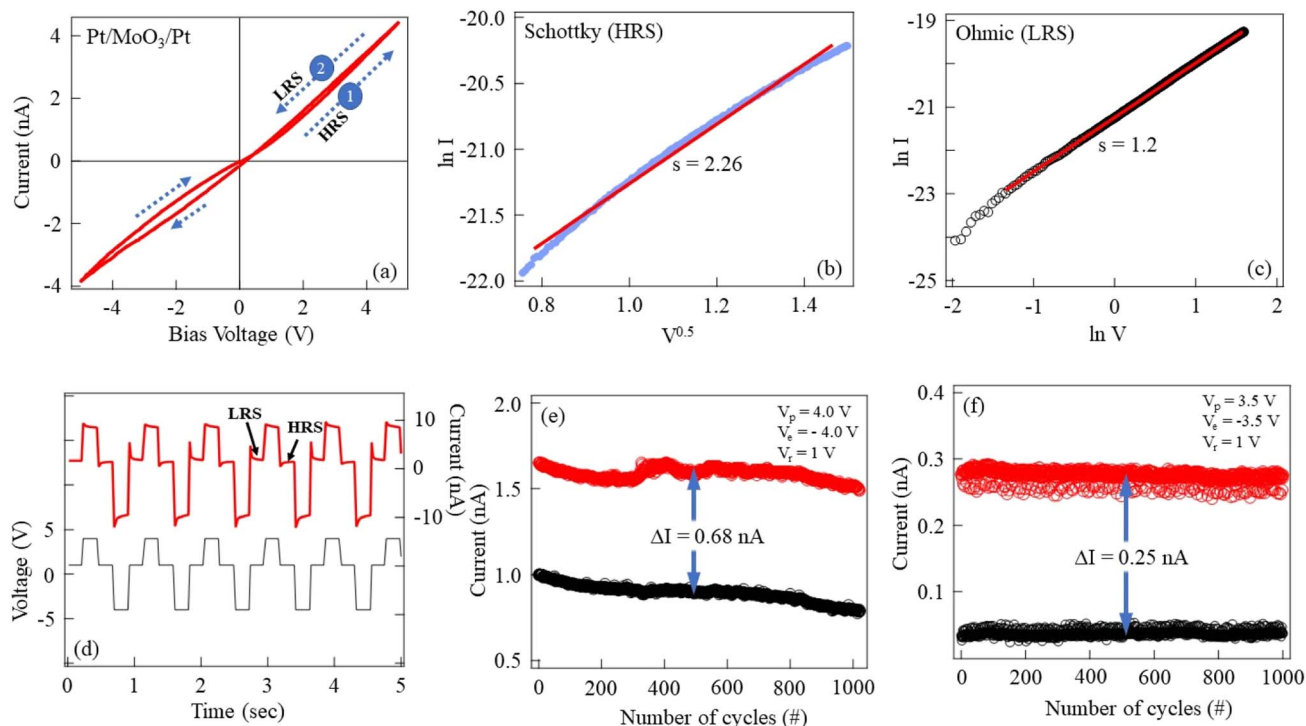 4
2
0
-2
-4
Current (nA)
Pt/MoO₃/Pt
LRS
2
1
HRS
(a)
-4
-2
0
2
4
Bias Voltage (V)
-20.0
-20.5
-21.0
-21.5
-22.0
ln I
Schottky (HRS)
s = 2.26
(b)
0.8
1.0
1.2
1.4
V^0.5
-19
-21
-23
-25
ln I
Ohmic (LRS)
s = 1.2
(c)
-2
-1
0
1
2
ln V
5
0
-5
Voltage (V)
LRS
HRS
10
0
-10
Current (nA)
(d)
0
1
2
3
4
5
Time (sec)
2.0
1.5
1.0
0.5
Current (nA)
(e)
Vₚ = 4.0 V
Vₑ = - 4.0 V
Vᵣ = 1 V
ΔI = 0.68 nA
0
200
400
600
800
1000
Number of cycles (#)
0.4
0.3
0.2
0.1
Current (nA)
(f)
Vₚ = 3.5 V
Vₑ = -3.5 V
Vᵣ = 1 V
ΔI = 0.25 nA
0
200
400
600
800
1000
Number of cycles (#)